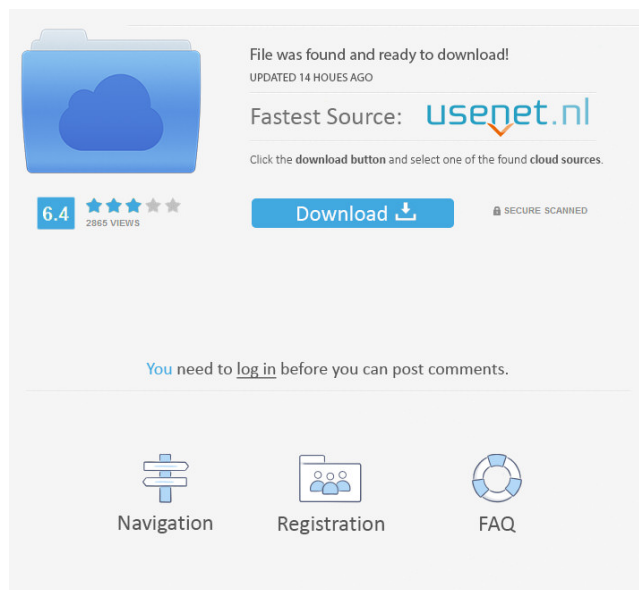 File was found and ready to download!
UPDATED 14 HOUES AGO
Fastest Source: usenet.nl
Click the download button and select one of the found cloud sources.
6.4
2865 VIEWS
Download
SECURE SCANNED
You need to log in before you can post comments.
Navigation
Registration
FAQ